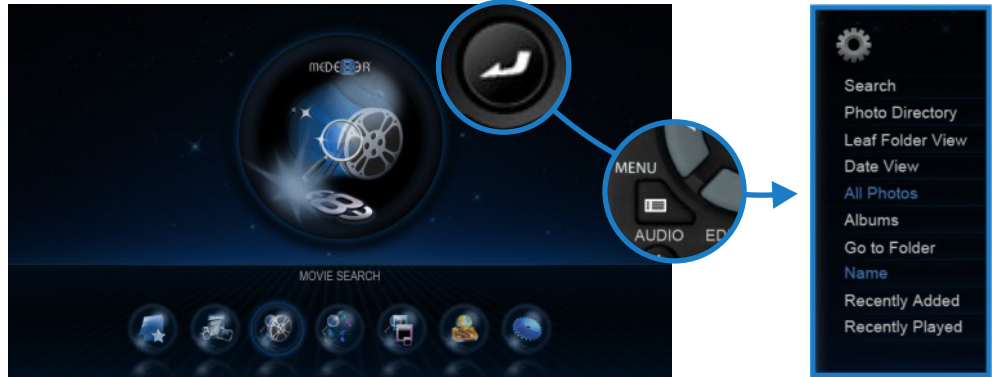 MEDE8ER
MOVIE SEARCH
MENU
AUDIO
ED
Search
Photo Directory
Leaf Folder View
Date View
All Photos
Albums
Go to Folder
Name
Recently Added
Recently Played